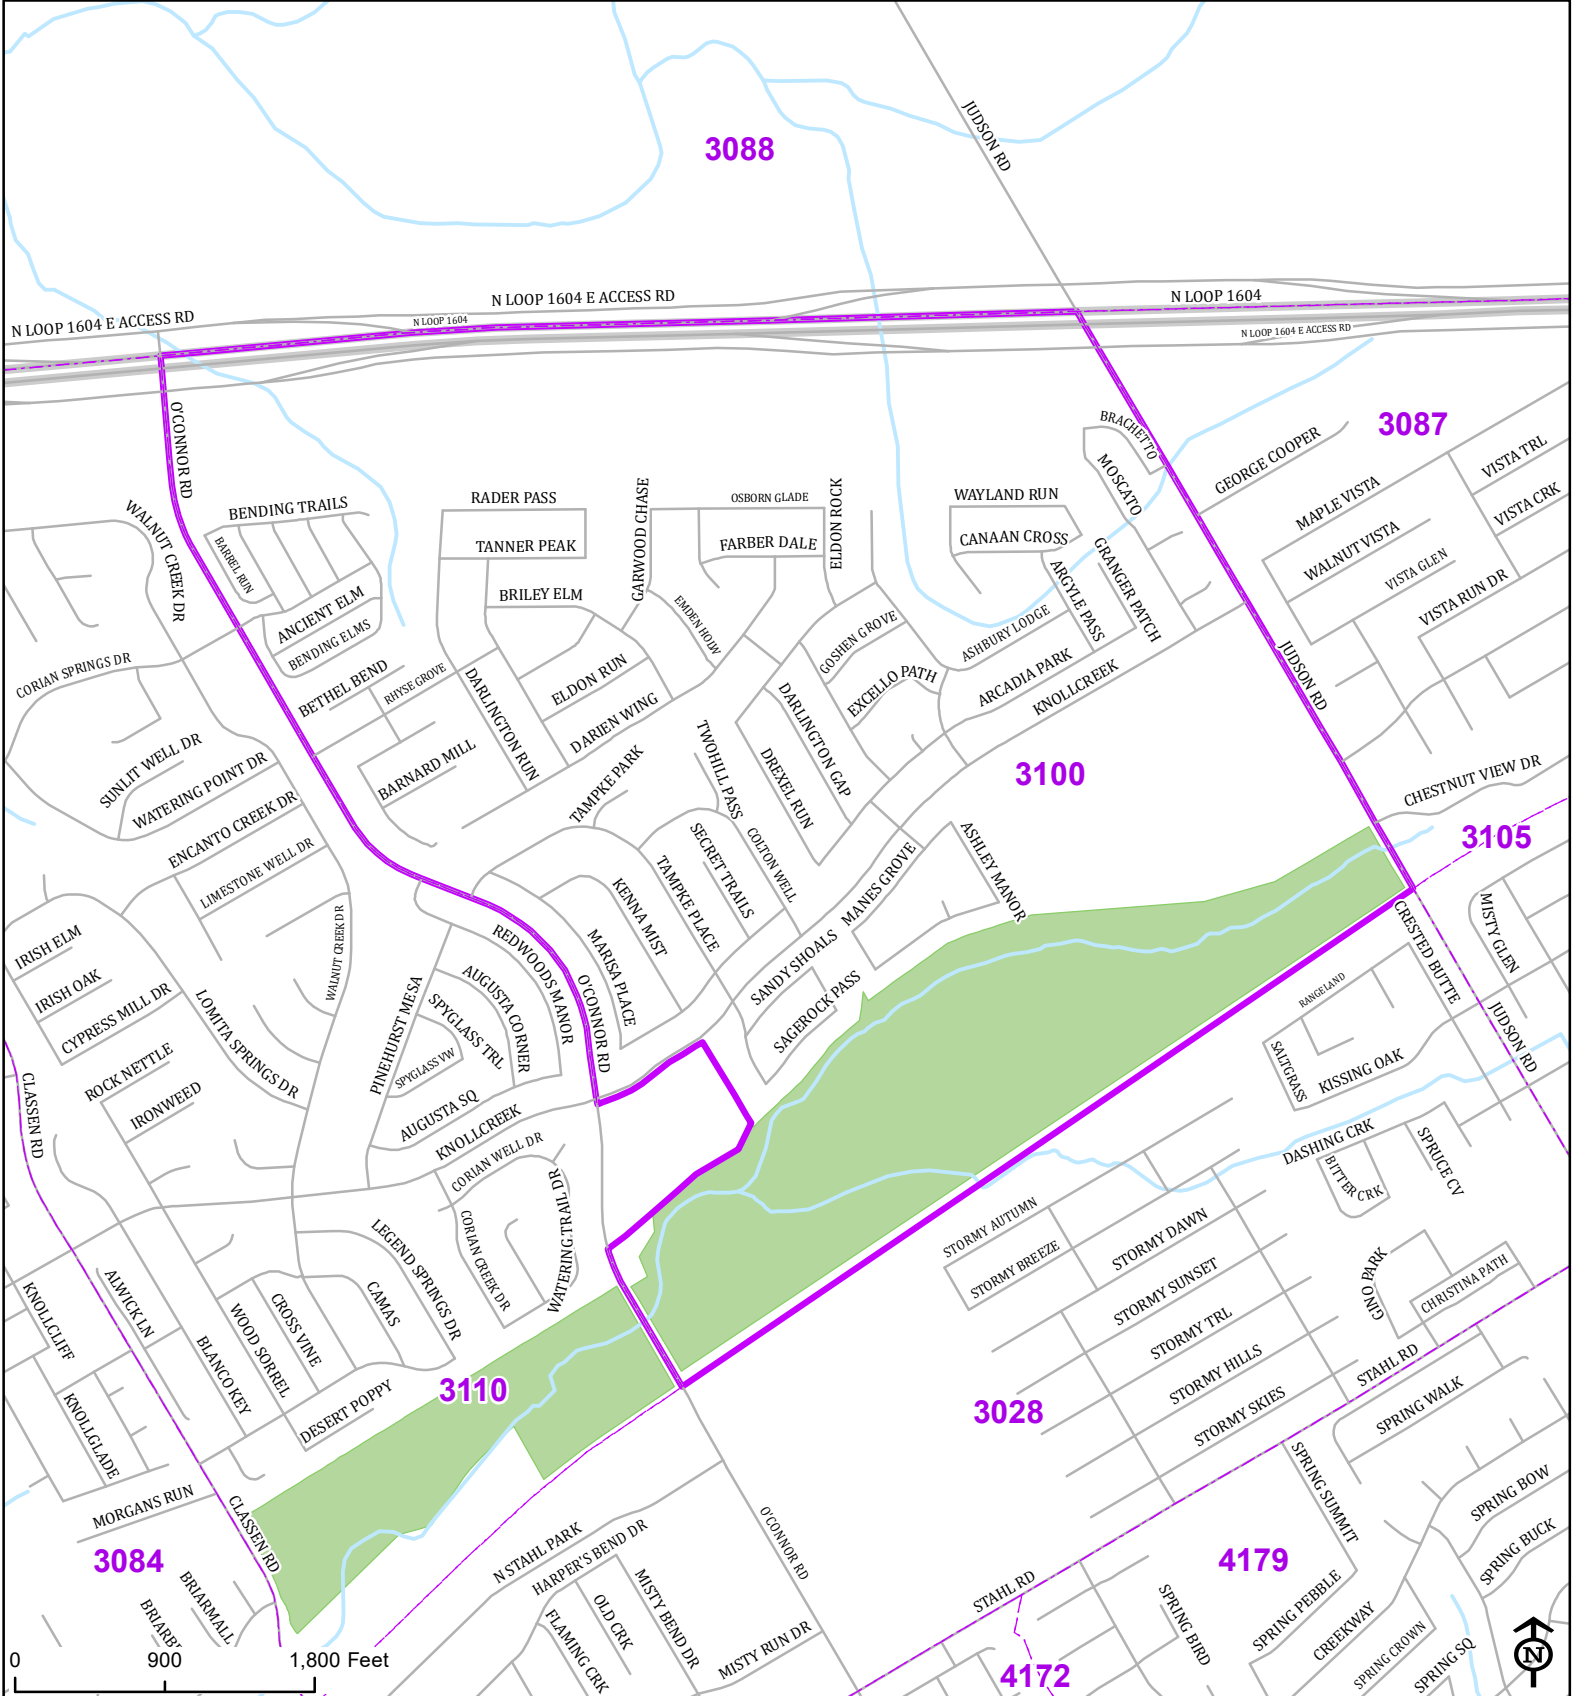 JUDSON RD
3088
N LOOP 1604 E ACCESS RD
N LOOP 1604
N LOOP 1604 E ACCESS RD
N LOOP 1604
N LOOP 1604 E ACCESS RD
O'CONNOR RD
BRACHETTO
3087
GEORGE COOPER
VISTA TRL
MOSCATO
MAPLE VISTA
VISTA CRK
WALNUT CREEK DR
BENDING TRAILS
RADER PASS
GARWOOD CHASE
OSBORN GLADE
ELDON ROCK
WAYLAND RUN
BARREL RUN
TANNER PEAK
FARBER DALE
CANAAN CROSS
GRANGER PATCH
WALNUT VISTA
VISTA GLEN
ANCIENT ELM
BRILEY ELM
EMDEN HOLW
ARGYLE PASS
VISTA RUN DR
BENDING ELMS
GOSHEN GROVE
ASHBURY LODGE
CORIAN SPRINGS DR
BETHEL BEND
RHYSE GROVE
DARLINGTON RUN
ELDON RUN
EXCELLO PATH
ARCADIA PARK
KNOLLCREEK
JUDSON RD
DARIEN WING
DARLINGTON GAP
SUNLIT WELL DR
WATERING POINT DR
BARNARD MILL
TAMPKE PARK
TWOHILL PASS
DREXEL RUN
3100
CHESTNUT VIEW DR
ENCANTO CREEK DR
LIMESTONE WELL DR
SECRET TRAILS
COLTON WELL
ASHLEY MANOR
3105
TAMPKE PLACE
MANES GROVE
KENNA MIST
IRISH ELM
WALNUT CREEK DR
REDWOODS MANOR
MARISA PLACE
SANDY SHOALS
CRESTED BUTTE
MISTY GLEN
IRISH OAK
CYPRESS MILL DR
LOMITA SPRINGS DR
PINEHURST MESA
AUGUSTA CORNER
SPYGLASS TRL
O'CONNOR RD
SAGEROCK PASS
RANGELAND
JUDSON RD
CLASSEN RD
ROCK NETTLE
SPYGLASS VW
SALTGRASS
KISSING OAK
IRONWEED
AUGUSTA SQ
KNOLLCREEK
CORIAN WELL DR
DASHING CRK
BITTER CRK
SPRUCE CV
CORIAN CREEK DR
WATERING TRAIL DR
STORMY AUTUMN
STORMY DAWN
STORMY BREEZE
LEGEND SPRINGS DR
ALWICK LN
KNOLLCLIFF
CAMAS
CROSS VINE
WOOD SORREL
BLANCO KEY
STORMY SUNSET
GINO PARK
CHRISTINA PATH
STORMY TRL
STORMY HILLS
STAHL RD
3110
3028
KNOLLGLADE
DESERT POPPY
STORMY SKIES
SPRING WALK
MORGANS RUN
CLASSEN RD
SPRING SUMMIT
SPRING BOW
3084
N STAHL PARK
HARPER'S BEND DR
O'CONNOR RD
4179
SPRING BUCK
BRIARMALL
OLD CRK
MISTY BEND DR
STAHL RD
SPRING BIRD
SPRING PEBBLE
CREEKWAY
FLAMING CRK
MISTY RUN DR
4172
SPRING CROWN
SPRING SQ
N
0 900 1,800 Feet